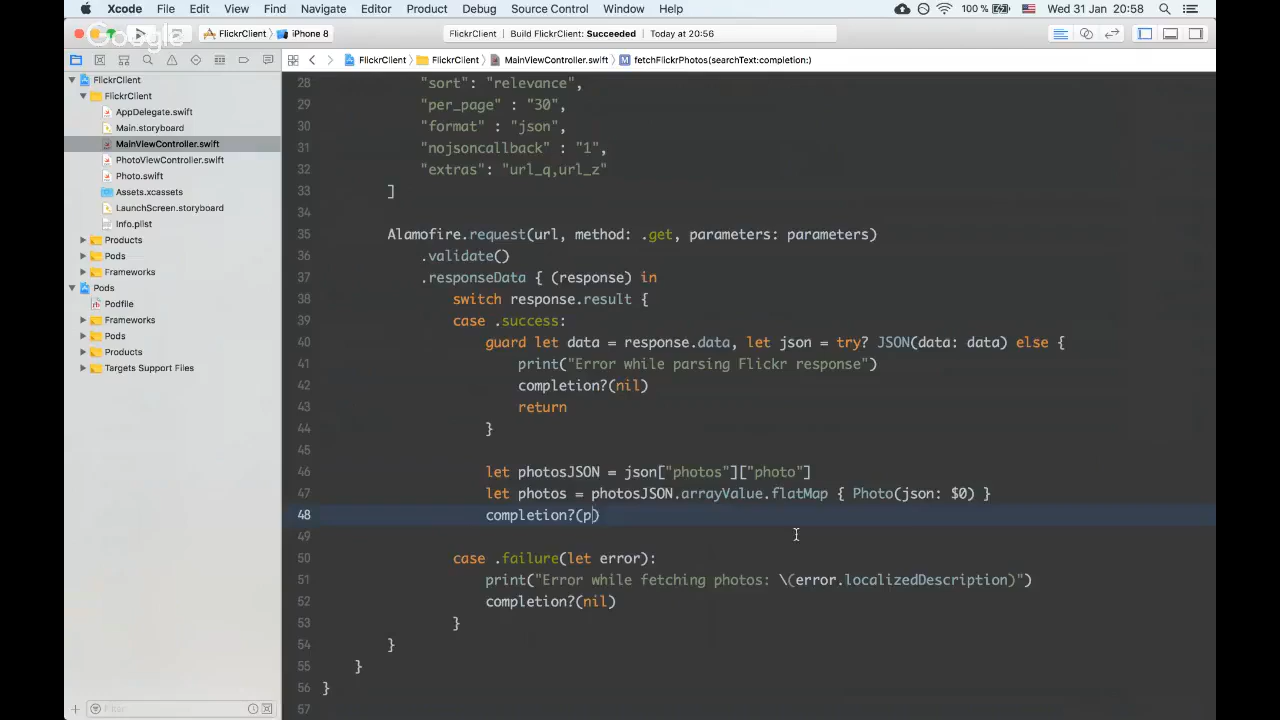 Xcode File Edit View Find Navigate Editor Product Debug Source Control Window Help 100 % Wed 31 Jan 20:58
Google
FlickrClient iPhone 8 FlickrClient Build FlickrClient: Succeeded Today at 20:56
FlickrClient FlickrClient MainViewController.swift M fetchFlickrPhotos(searchText:completion:)
FlickrClient
FlickrClient
AppDelegate.swift
Main.storyboard
MainViewController.swift
PhotoViewController.swift
Photo.swift
Assets.xcassets
LaunchScreen.storyboard
Info.plist
Products
Pods
Frameworks
Pods
Podfile
Frameworks
Pods
Products
Targets Support Files
Filter
28 "sort": "relevance",
29 "per_page" : "30",
30 "format" : "json",
31 "nojsoncallback" : "1",
32 "extras": "url_q,url_z"
33 ]
34
35 Alamofire.request(url, method: .get, parameters: parameters)
36 .validate()
37 .responseData { (response) in
38 switch response.result {
39 case .success:
40 guard let data = response.data, let json = try? JSON(data: data) else {
41 print("Error while parsing Flickr response")
42 completion?(nil)
43 return
44 }
45
46 let photosJSON = json["photos"]["photo"]
47 let photos = photosJSON.arrayValue.flatMap { Photo(json: $0) }
48 completion?(p)
49
50 case .failure(let error):
51 print("Error while fetching photos: \(error.localizedDescription)")
52 completion?(nil)
53 }
54 }
55 }
56 }
57